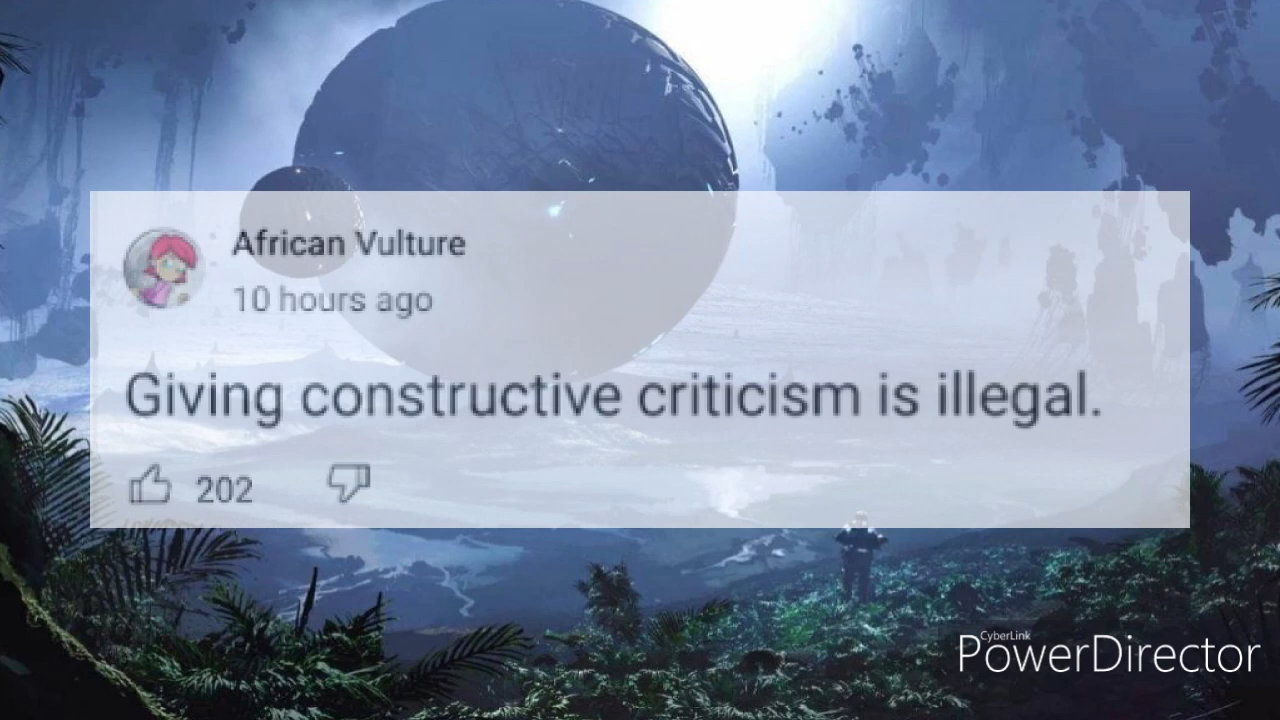 African Vulture
10 hours ago
Giving constructive criticism is illegal.
202
CyberLink
PowerDirector